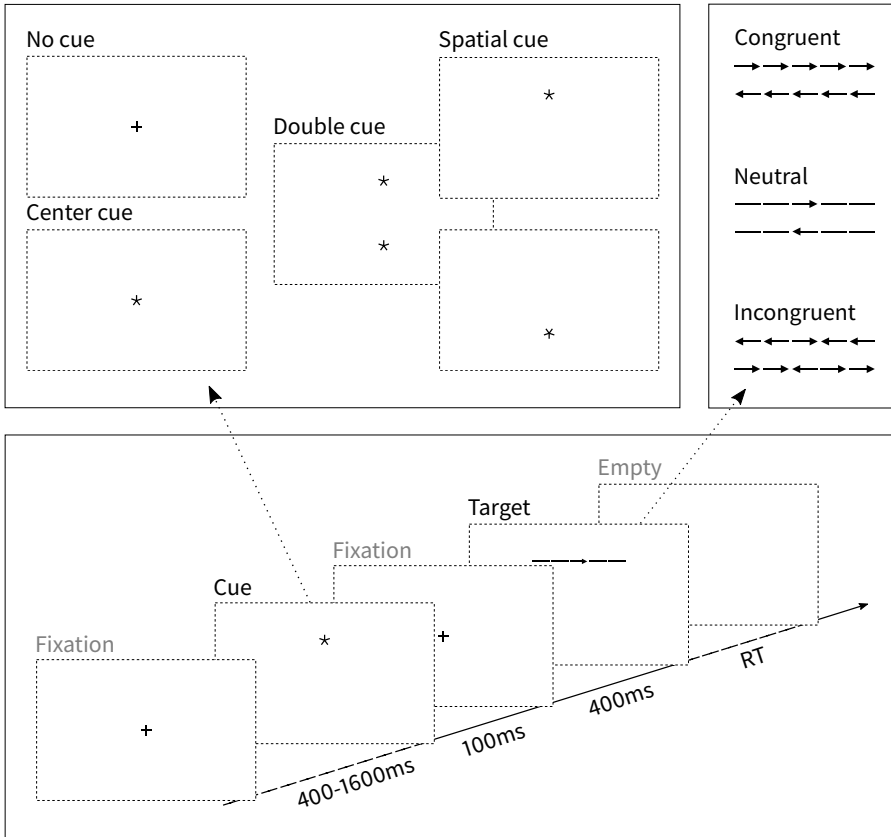 No cue
Spatial cue
Double cue
Center cue
Congruent
Neutral
Incongruent
Empty
Target
Fixation
Cue
Fixation
RT
400ms
100ms
400-1600ms